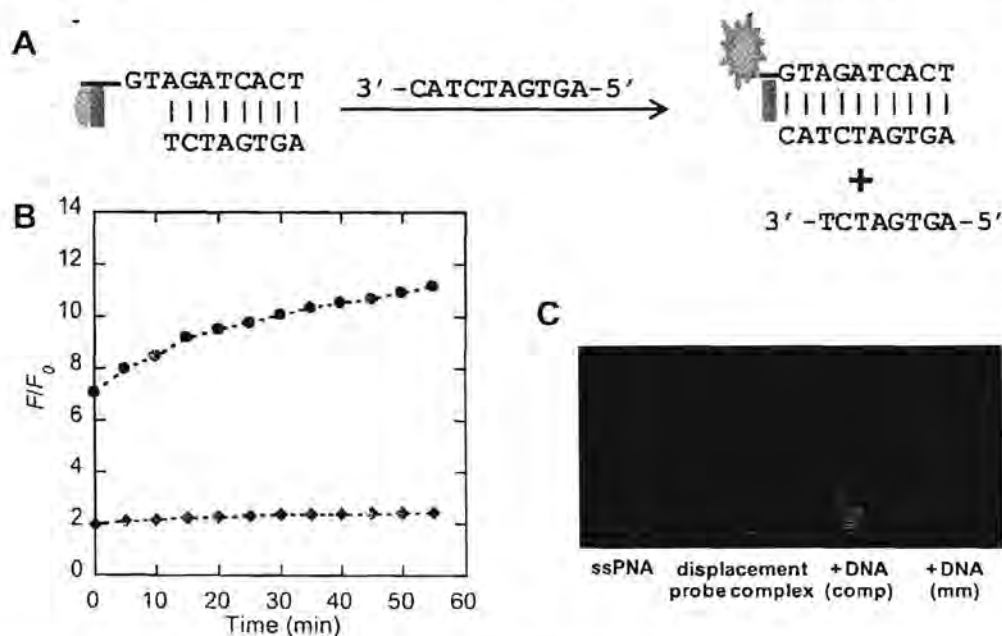 A
GTAGATCACT
TCTAGTGA
3′-CATCTAGTGA-5′
GTAGATCACT
CATCTAGTGA
+
3′-TCTAGTGA-5′
B
14
12
10
8
6
4
2
0
F/F0
0 10 20 30 40 50 60
Time (min)
C
ssPNA
displacement probe complex
+DNA (comp)
+DNA (mm)